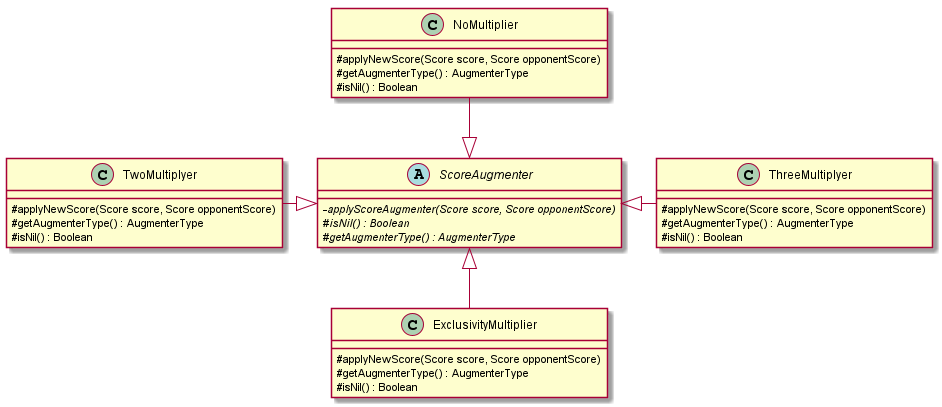 C NoMultiplier
#applyNewScore(Score score, Score opponentScore)
#getAugmenterType() : AugmenterType
#isNil() : Boolean
C TwoMultiplyer
#applyNewScore(Score score, Score opponentScore)
#getAugmenterType() : AugmenterType
#isNil() : Boolean
A ScoreAugmenter
-applyScoreAugmenter(Score score, Score opponentScore)
#isNil() : Boolean
#getAugmenterType() : AugmenterType
C ThreeMultiplyer
#applyNewScore(Score score, Score opponentScore)
#getAugmenterType() : AugmenterType
#isNil() : Boolean
C ExclusivityMultiplier
#applyNewScore(Score score, Score opponentScore)
#getAugmenterType() : AugmenterType
#isNil() : Boolean